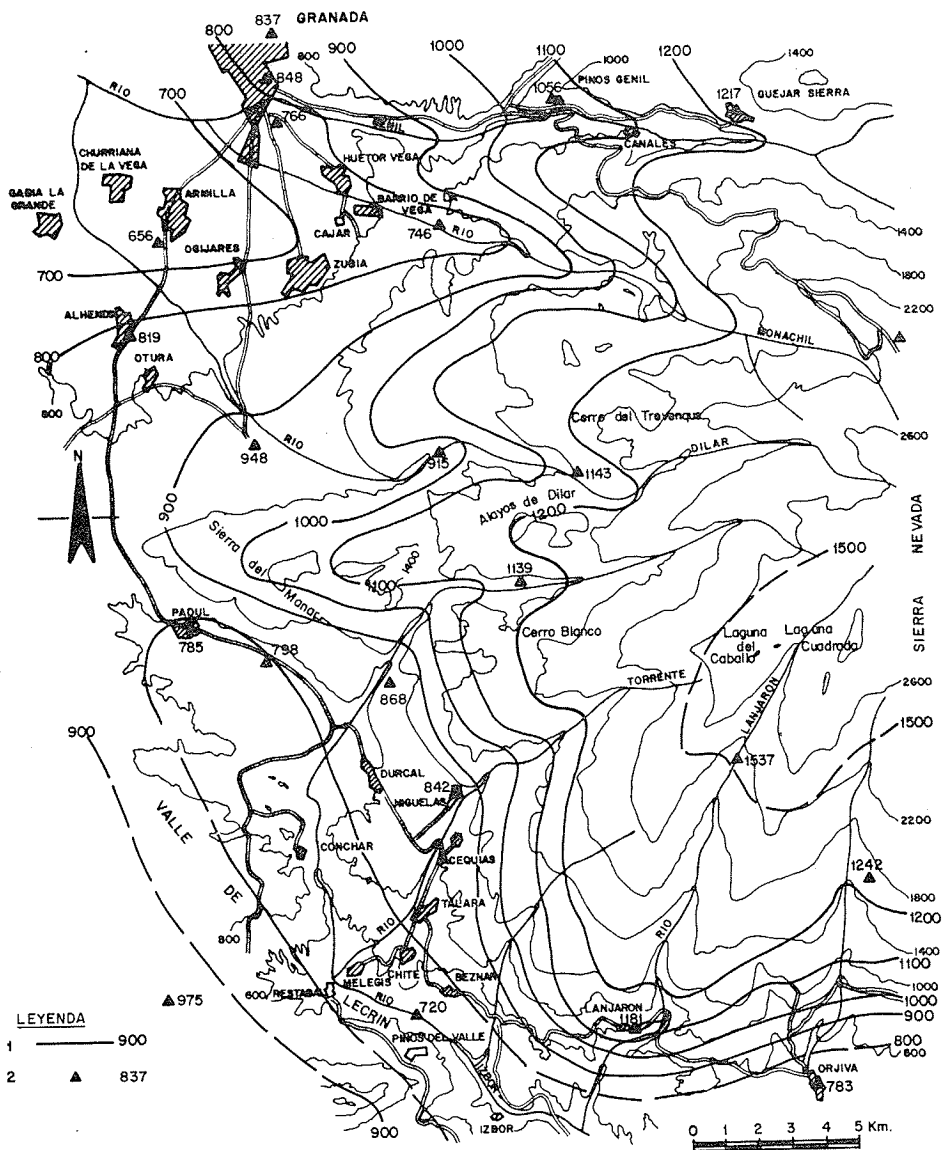 837
GRANADA
800
900
1000
1100
1200
1400
800
1000
PINOS GENIL
1056
1217
GUEJAR SIERRA
848
RIO
700
766
CANALES
CHURRIANA
DE LA VEGA
HUETOR VEGA
GABIA LA
GRANDE
ARMILLA
BARRIO DE LA
VEGA
CAJAR
746
RIO
656
OGIJARES
ZUBIA
1400
700
1800
2200
ALHENDIN
819
MONACHIL
800
OTURA
800
Cerro del Trevenque
2600
N
948
RIO
915
1143
DILAR
900
1000
Alayos de Dilar
1200
Sierra
del
Manar
1400
1100
1139
1500
NEVADA
SIERRA
PADUL
785
798
Cerro Blanco
Laguna
del
Caballo
Laguna
Cuadrada
868
TORRENTE
LANJARON
2600
900
1500
1537
DURCAL
842
NIGUELAS
VALLE
DE
LECRIN
2200
CONCHAR
ACEQUIAS
1242
1800
TALARA
1200
800
RIO
RIO
1400
CHITE
MELEGIS
BEZNAR
1100
975
600
RESTABAL
RIO
720
LANJARON
1181
1000
1000
900
LEYENDA
1 900
PINOS DEL VALLE
800
600
2 837
ORJIVA
783
IZBOR
900
0 1 2 3 4 5 Km.